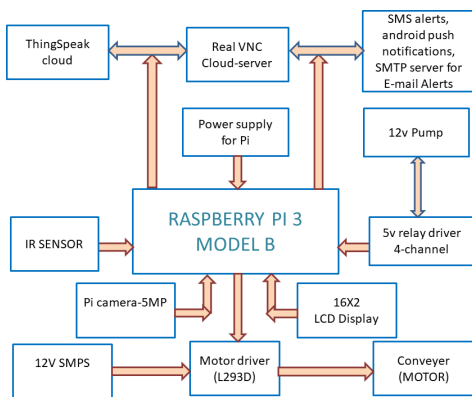 ThingSpeak
cloud
Real VNC
Cloud-server
SMS alerts,
android push
notifications,
SMTP server for
E-mail Alerts
Power supply
for Pi
12v Pump
RASPBERRY PI 3
MODEL B
IR SENSOR
5v relay driver
4-channel
Pi camera-5MP
16X2
LCD Display
12V SMPS
Motor driver
(L293D)
Conveyer
(MOTOR)